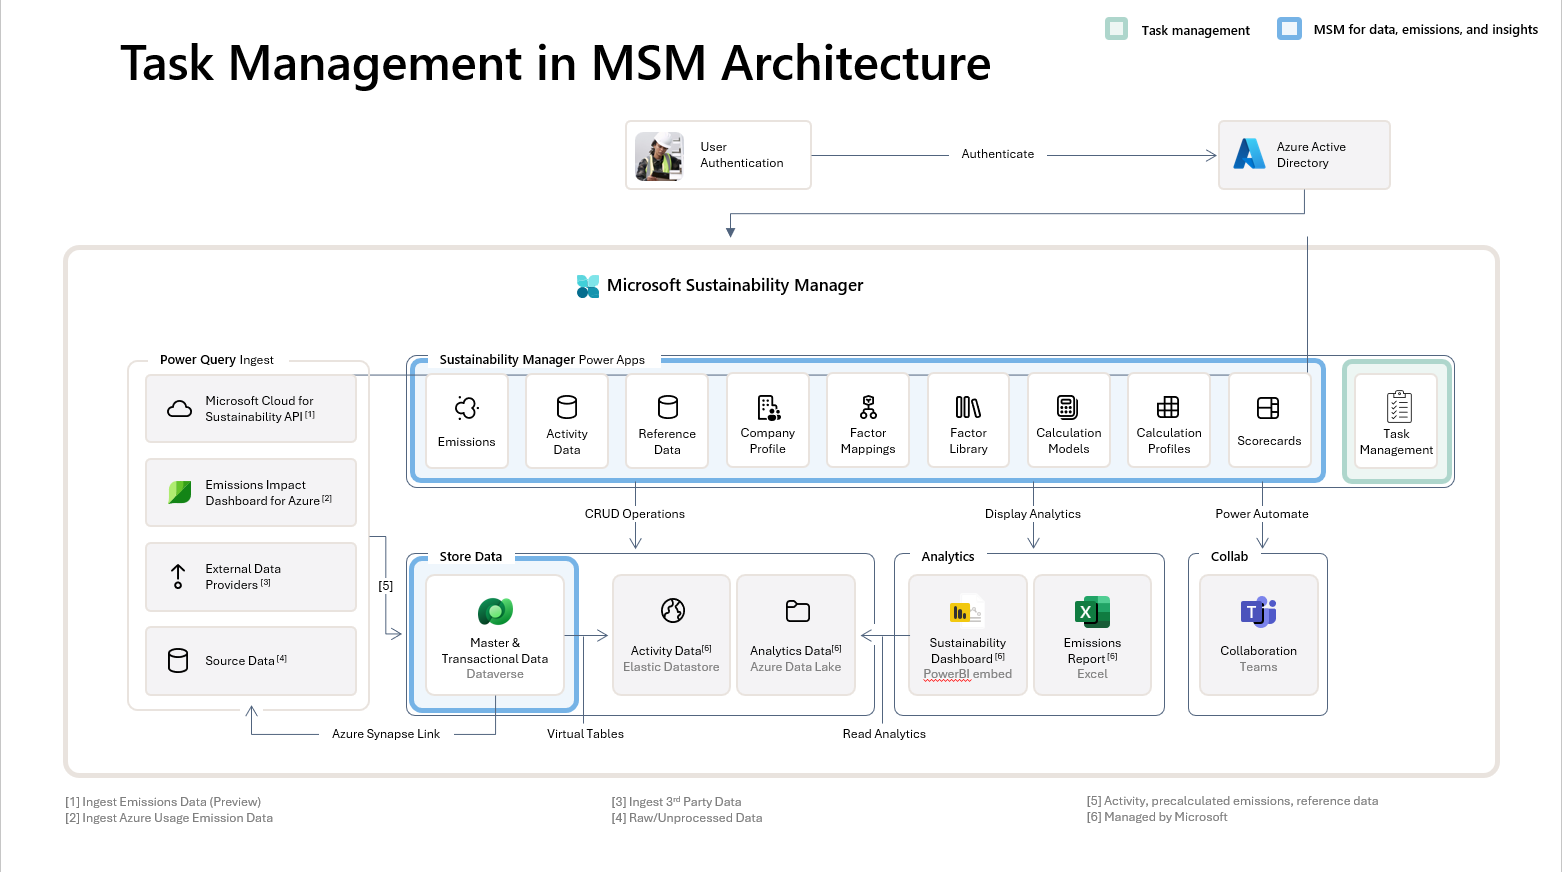 Task management
MSM for data, emissions, and insights
Task Management in MSM Architecture
User
Authentication
Authenticate
Azure Active
Directory
Microsoft Sustainability Manager
Power Query Ingest
Microsoft Cloud for
Sustainability API [1]
Emissions Impact
Dashboard for Azure [2]
External Data
Providers [3]
Source Data [4]
[5]
Sustainability Manager Power Apps
Emissions
Activity
Data
Reference
Data
Company
Profile
Factor
Mappings
Factor
Library
Calculation
Models
Calculation
Profiles
Scorecards
Task
Management
CRUD Operations
Display Analytics
Power Automate
Store Data
Master &
Transactional Data
Dataverse
Activity Data[6]
Elastic Datastore
Analytics Data[6]
Azure Data Lake
Analytics
Sustainability
Dashboard [6]
PowerBI embed
X
Emissions
Report [6]
Excel
Collab
T
Collaboration
Teams
Azure Synapse Link
Virtual Tables
Read Analytics
[1] Ingest Emissions Data (Preview)
[2] Ingest Azure Usage Emission Data
[3] Ingest 3rd Party Data
[4] Raw/Unprocessed Data
[5] Activity, precalculated emissions, reference data
[6] Managed by Microsoft